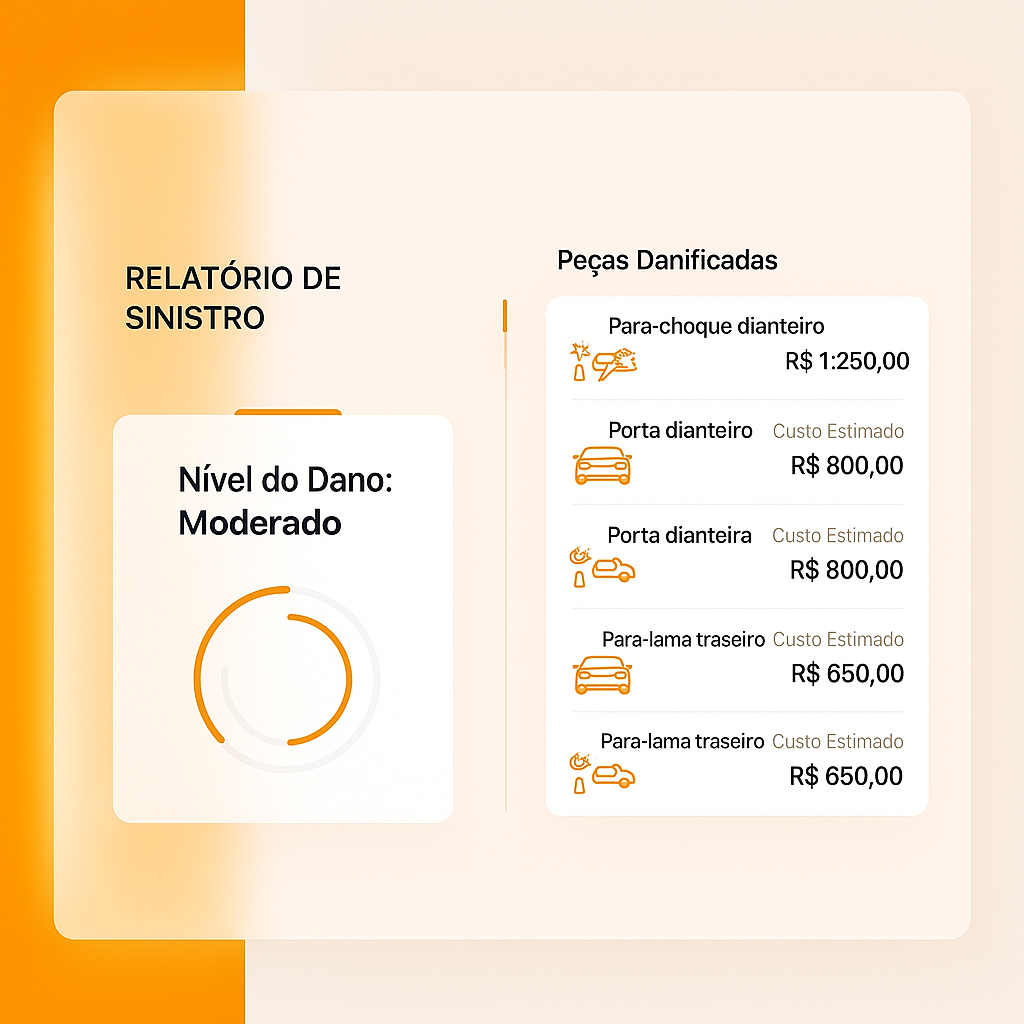 RELATÓRIO DE
SINISTRO
Nível do Dano:
Moderado
Peças Danificadas
Para-choque dianteiro
R$ 1:250,00
Porta dianteiro Custo Estimado
R$ 800,00
Porta dianteira Custo Estimado
R$ 800,00
Para-lama traseiro Custo Estimado
R$ 650,00
Para-lama traseiro Custo Estimado
R$ 650,00